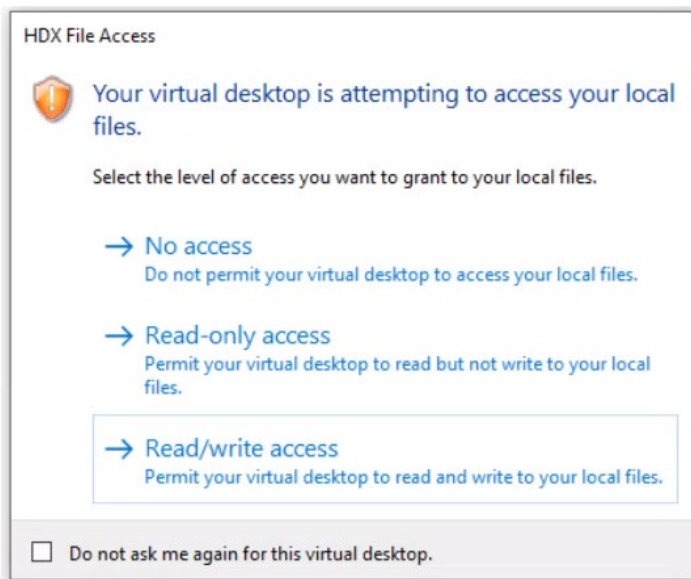 HDX File Access
Your virtual desktop is attempting to access your local
files.
Select the level of access you want to grant to your local files.
No access
Do not permit your virtual desktop to access your local files.
Read-only access
Permit your virtual desktop to read but not write to your local
files.
Read/write access
Permit your virtual desktop to read and write to your local files.
Do not ask me again for this virtual desktop.